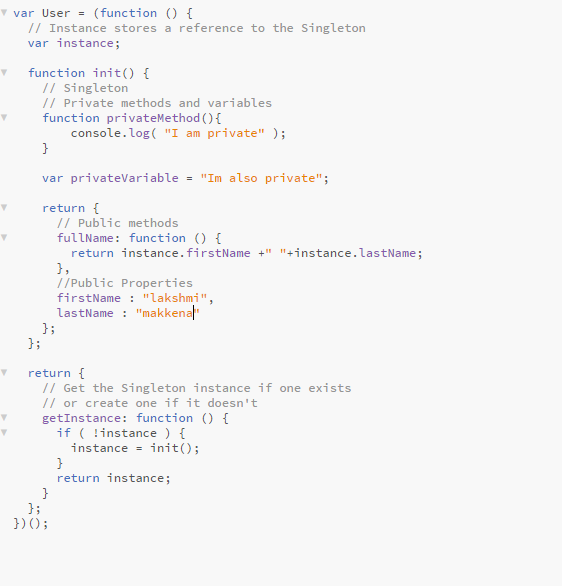 var User = (function () {
  // Instance stores a reference to the Singleton
  var instance;
  function init() {
    // Singleton
    // Private methods and variables
    function privateMethod(){
        console.log( "I am private" );
    }
    var privateVariable = "Im also private";
    return {
      // Public methods
      fullName: function () {
        return instance.firstName +" "+instance.lastName;
      },
      //Public Properties
      firstName : "lakshmi",
      lastName : "makkena"
    };
  };
  return {
    // Get the Singleton instance if one exists
    // or create one if it doesn't
    getInstance: function () {
      if ( !instance ) {
        instance = init();
      }
      return instance;
    }
  };
})();